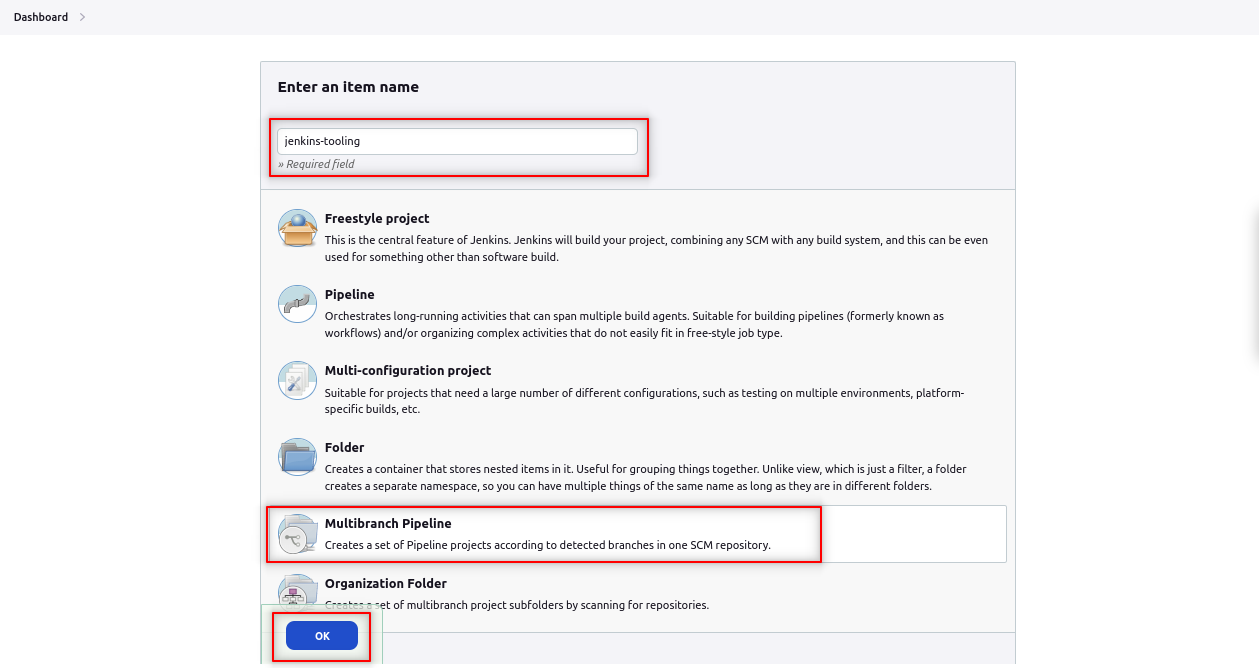 Dashboard
Enter an item name
jenkins-tooling
» Required field
Freestyle project
This is the central feature of Jenkins. Jenkins will build your project, combining any SCM with any build system, and this can be even
used for something other than software build.
Pipeline
Orchestrates long-running activities that can span multiple build agents. Suitable for building pipelines (formerly known as
workflows) and/or organizing complex activities that do not easily fit in free-style job type.
Multi-configuration project
Suitable for projects that need a large number of different configurations, such as testing on multiple environments, platform-
specific builds, etc.
Folder
Creates a container that stores nested items in it. Useful for grouping things together. Unlike view, which is just a filter, a folder
creates a separate namespace, so you can have multiple things of the same name as long as they are in different folders.
Multibranch Pipeline
Creates a set of Pipeline projects according to detected branches in one SCM repository.
Organization Folder
Creates a set of multibranch project subfolders by scanning for repositories.
OK